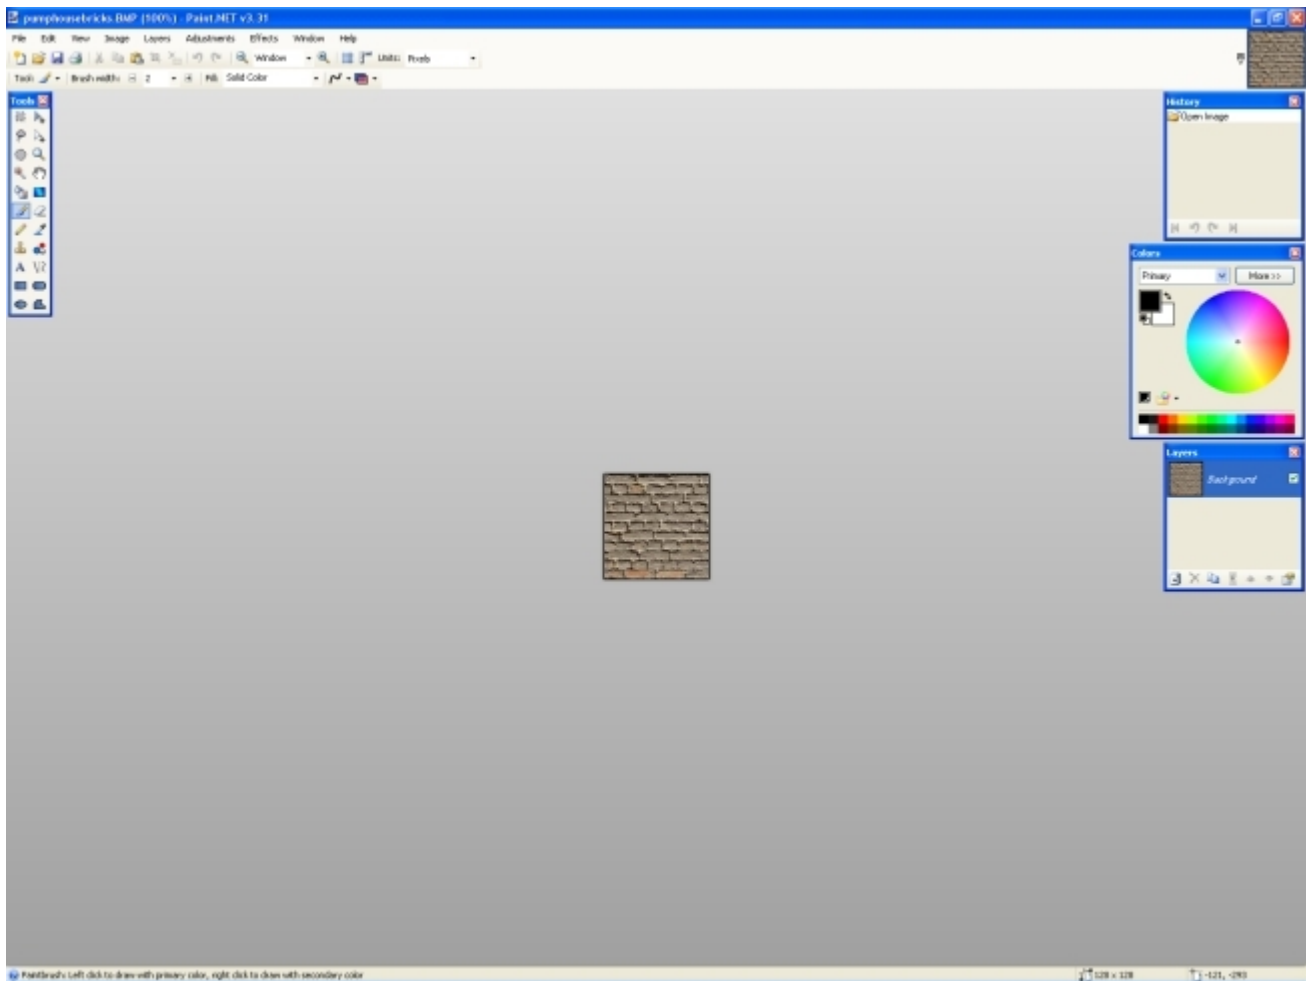 pumphousebricks.BMP (100%) - Paint.NET v3.31
File Edit View Image Layers Adjustments Effects Window Help
Window Units: Pixels
Tool: Brush width: 2 Fill: Solid Color
Tools
History
Open Image
Colors
Primary More >>
Layers
Background
Paintbrush: Left click to draw with primary color, right click to draw with secondary color 128 x 128 -121, -293